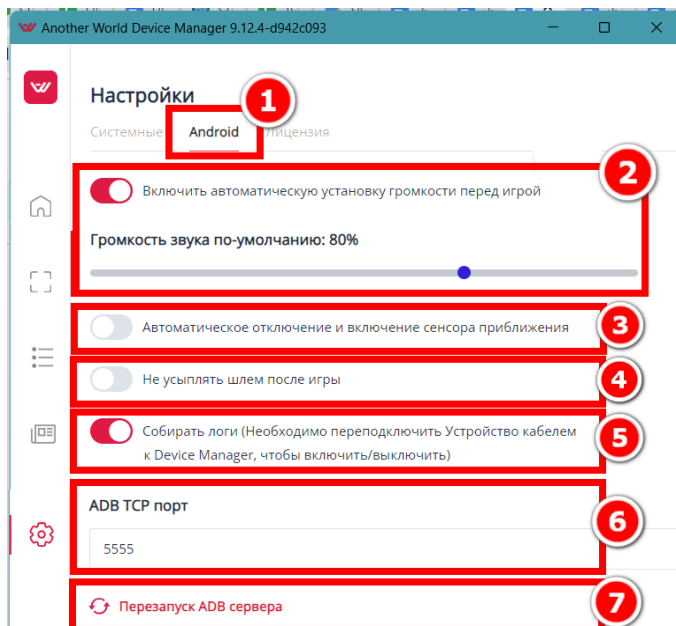 Another World Device Manager 9.12.4-d942c093
Настройки
1
Системные Android Лицензия
2
Включить автоматическую установку громкости перед игрой
Громкость звука по-умолчанию: 80%
Автоматическое отключение и включение сенсора приближения
3
Не усыплять шлем после игры
4
Собирать логи (Необходимо переподключить Устройство кабелем
к Device Manager, чтобы включить/выключить)
5
ADB TCP порт
6
5555
Перезапуск ADB сервера
7